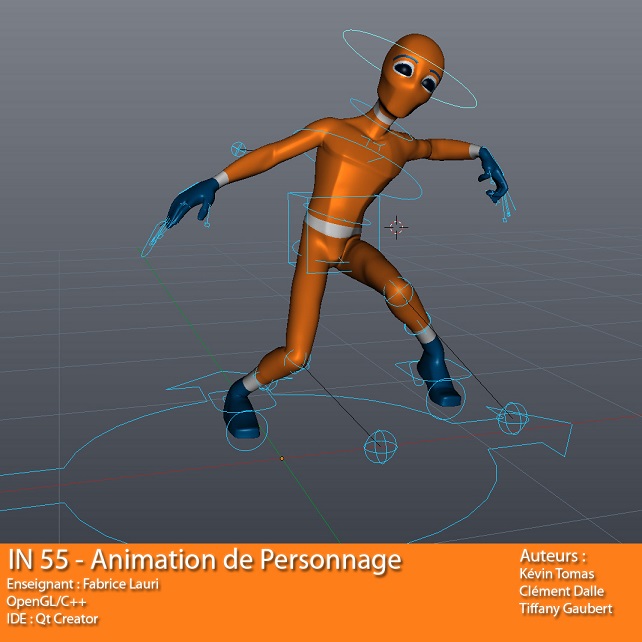 IN 55 - Animation de Personnage
Enseignant : Fabrice Lauri
OpenGL/C++
IDE : Qt Creator
Auteurs :
Kévin Tomas
Clément Dalle
Tiffany Gaubert